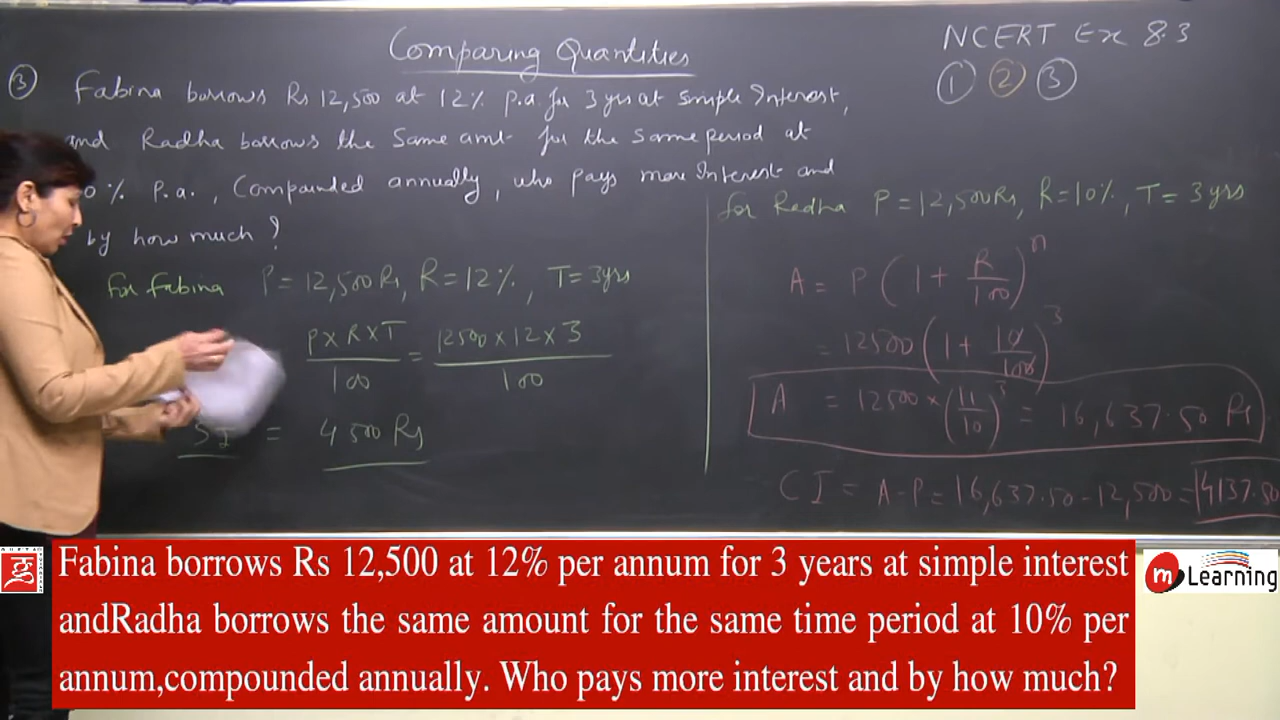 Comparing Quantities
NCERT Ex 8.3
① ② ③
③ Fabina borrows Rs 12,500 at 12% p.a. for 3 yrs at Simple Interest,
and Radha borrows the Same amt for the same period at
0% P.a., Compounded annually, who pays more Interest and
by how much?
For Fabina P = 12,500 Rs, R = 12%, T = 3yrs
P × R × T / 100 = 12500 × 12 × 3 / 100
SI = 4500 Rs
for Radha P = 12,500 Rs, R = 10%, T = 3 yrs
A = P (1 + R/100)^n
= 12500 (1 + 10/100)^3
A = 12500 × (11/10)^3 = 16,637.50 Rs
CI = A - P = 16,637.50 - 12,500 = 4137.50
Fabina borrows Rs 12,500 at 12% per annum for 3 years at simple interest
andRadha borrows the same amount for the same time period at 10% per
annum,compounded annually. Who pays more interest and by how much?
m Learning